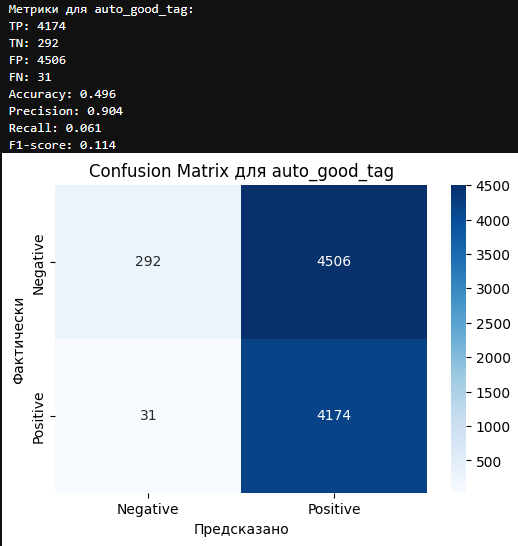 Метрики для auto_good_tag:
TP: 4174
TN: 292
FP: 4506
FN: 31
Accuracy: 0.496
Precision: 0.904
Recall: 0.061
F1-score: 0.114
Confusion Matrix для auto_good_tag
Фактически
Negative
292
4506
Positive
31
4174
Negative
Positive
Предсказано
4500
4000
3500
3000
2500
2000
1500
1000
500